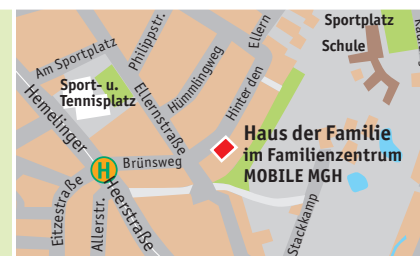 Sportplatz
Schule
Am Sportplatz
Philippstr.
Hümmlingweg
Ellern
Hinter den
Sport- u.
Tennisplatz
Ellernstraße
Hemelinger
Heerstraße
H
Brünsweg
Haus der Familie
im Familienzentrum
MOBILE MGH
Eitzestraße
Allerstr.
Stackkamp